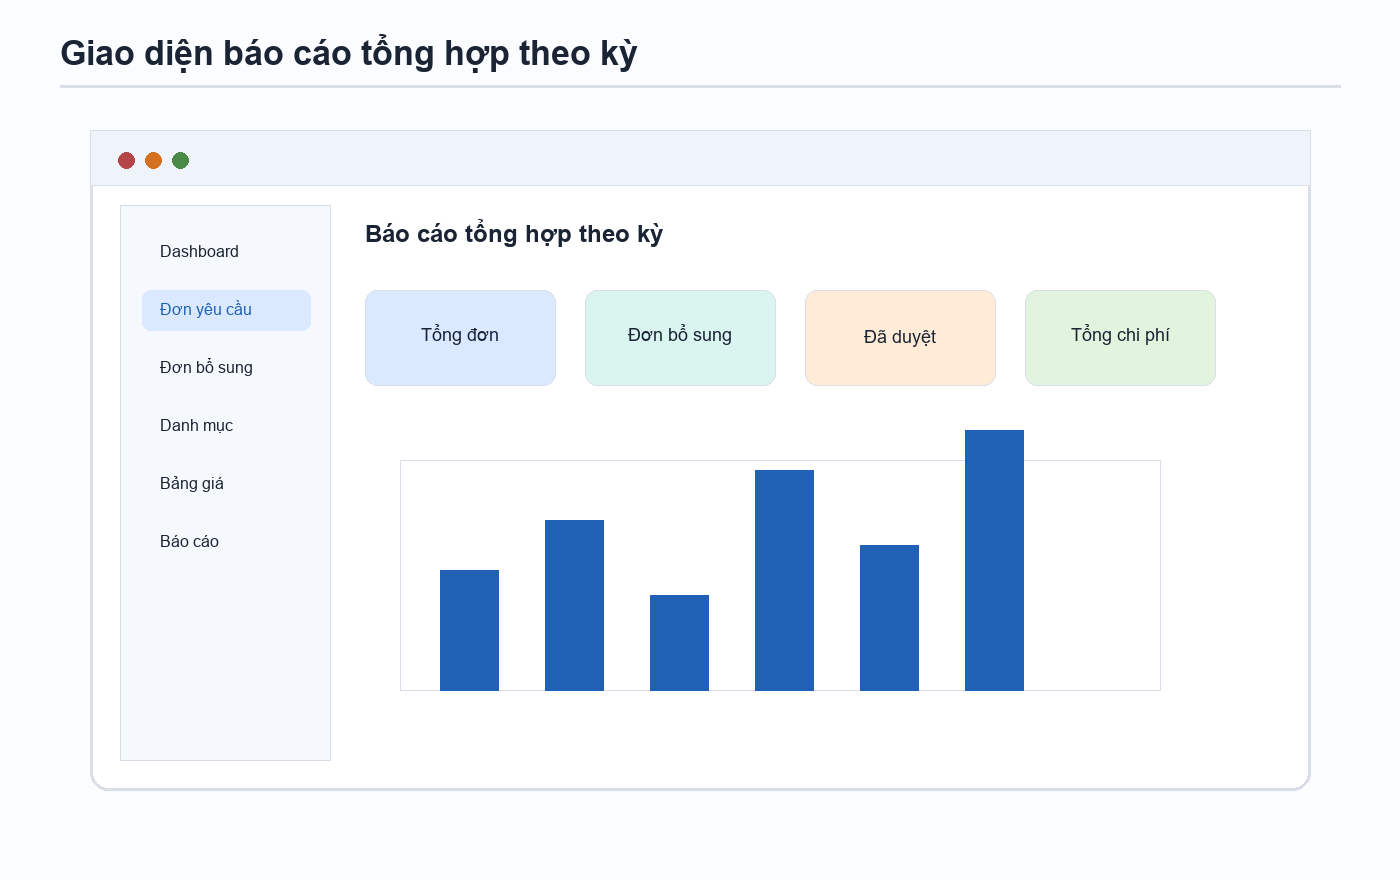 Giao diện báo cáo tổng hợp theo kỳ
Dashboard
Đơn yêu cầu
Đơn bổ sung
Danh mục
Bảng giá
Báo cáo
Báo cáo tổng hợp theo kỳ
Tổng đơn
Đơn bổ sung
Đã duyệt
Tổng chi phí